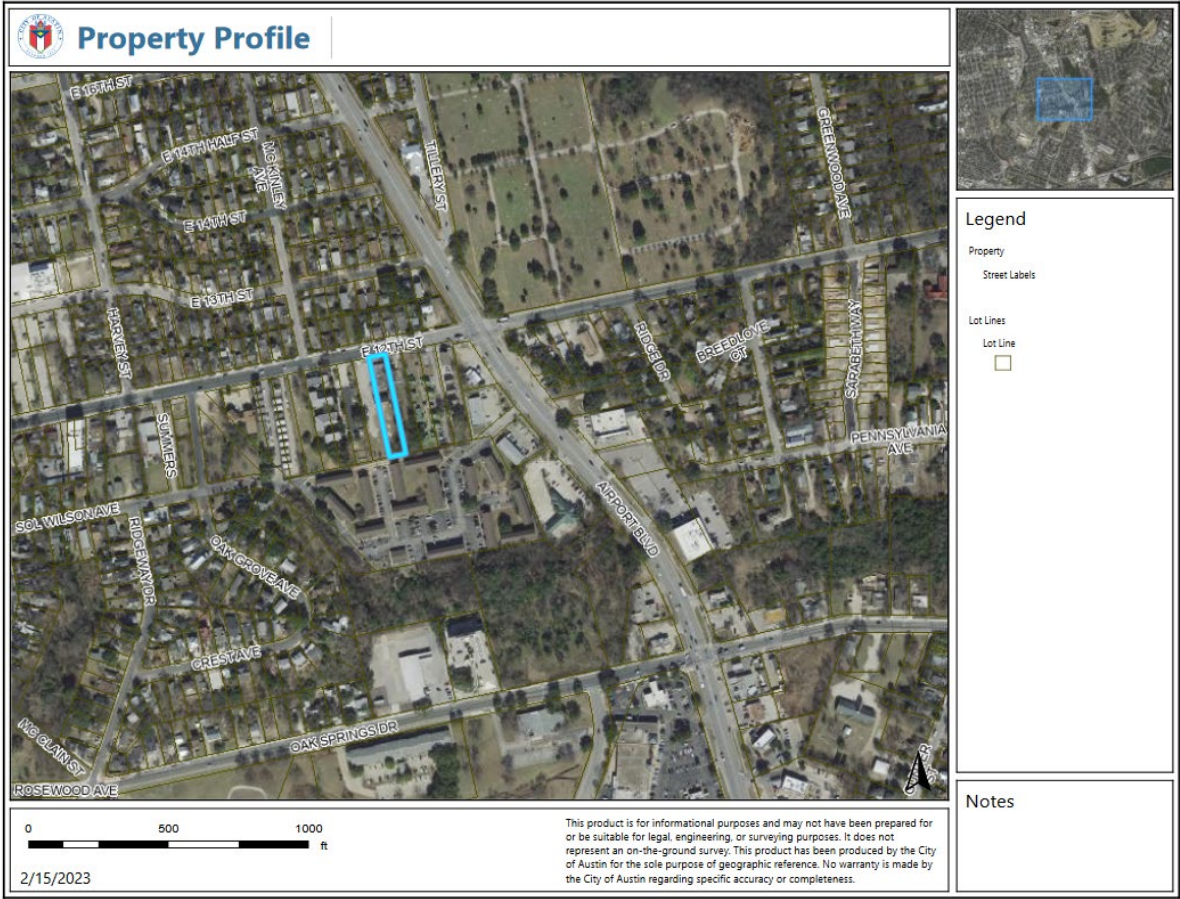 CITY OF AUSTIN
Property Profile
E 16TH ST
E 14TH HALF ST
MC KINLEY
AVE
TILLERY ST
GREENWOOD AVE
E 14TH ST
E 13TH ST
HARVEY ST
E 12TH ST
RIDGE DR
BREEDLOVE
CT
SARABETH WAY
SUMMERS
PENNSYLVANIA
AVE
SOL WILSON AVE
RIDGEWAY DR
OAK GROVE AVE
AIRPORT BLVD
CREST AVE
OAK SPRINGS DR
MC CLAIN ST
ROSEWOOD AVE
Legend
Property
Street Labels
Lot Lines
Lot Line
Notes
0 500 1000
ft
2/15/2023
This product is for informational purposes and may not have been prepared for
or be suitable for legal, engineering, or surveying purposes. It does not
represent an on-the-ground survey. This product has been produced by the City
of Austin for the sole purpose of geographic reference. No warranty is made by
the City of Austin regarding specific accuracy or completeness.